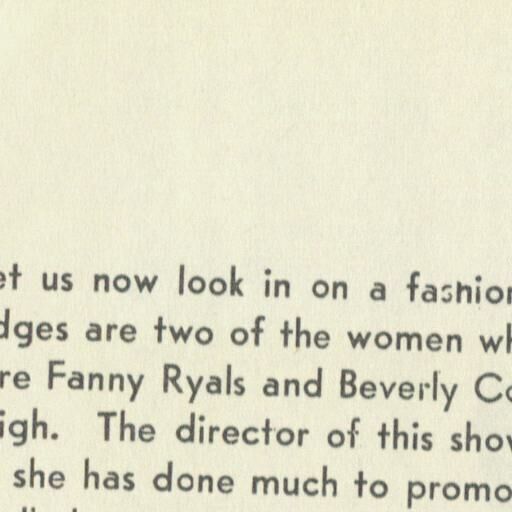 et us now look in on a fashion
dges are two of the women wh
re Fanny Ryals and Beverly Co
igh. The director of this show
she has done much to promo